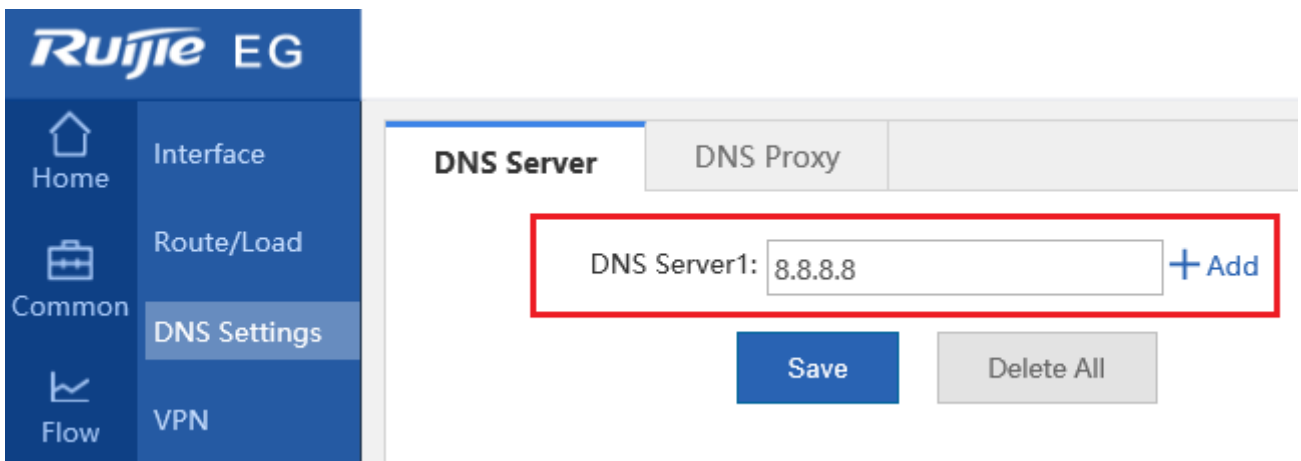 Ruijie EG
Home
Interface
Common
Route/Load
DNS Settings
Flow
VPN
DNS Server
DNS Proxy
DNS Server1: 8.8.8.8 +Add
Save
Delete All